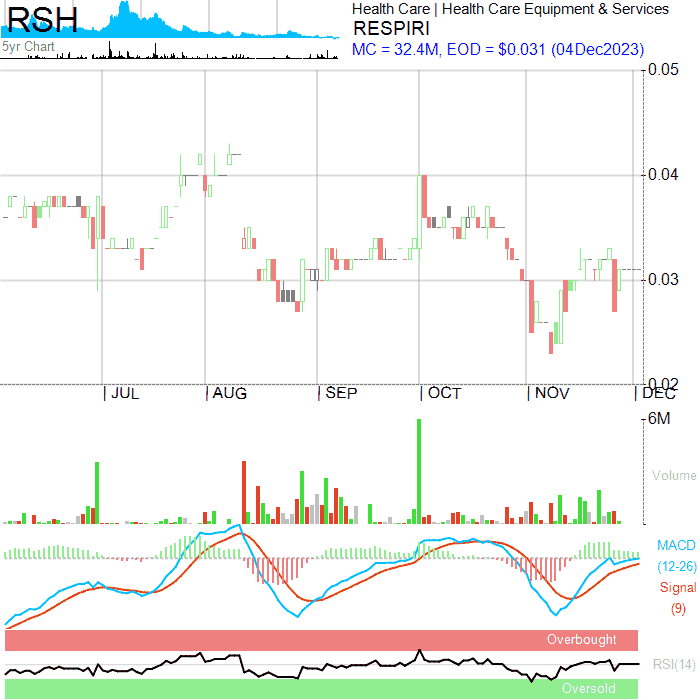 RSH
5yr Chart
Health Care | Health Care Equipment & Services
RESPIRI
MC = 32.4M, EOD = $0.031 (04Dec2023)
0.05
0.04
0.03
0.02
JUL
AUG
SEP
OCT
NOV
DEC
6M
Volume
MACD
(12-26)
Signal
(9)
Overbought
RSI(14)
Oversold